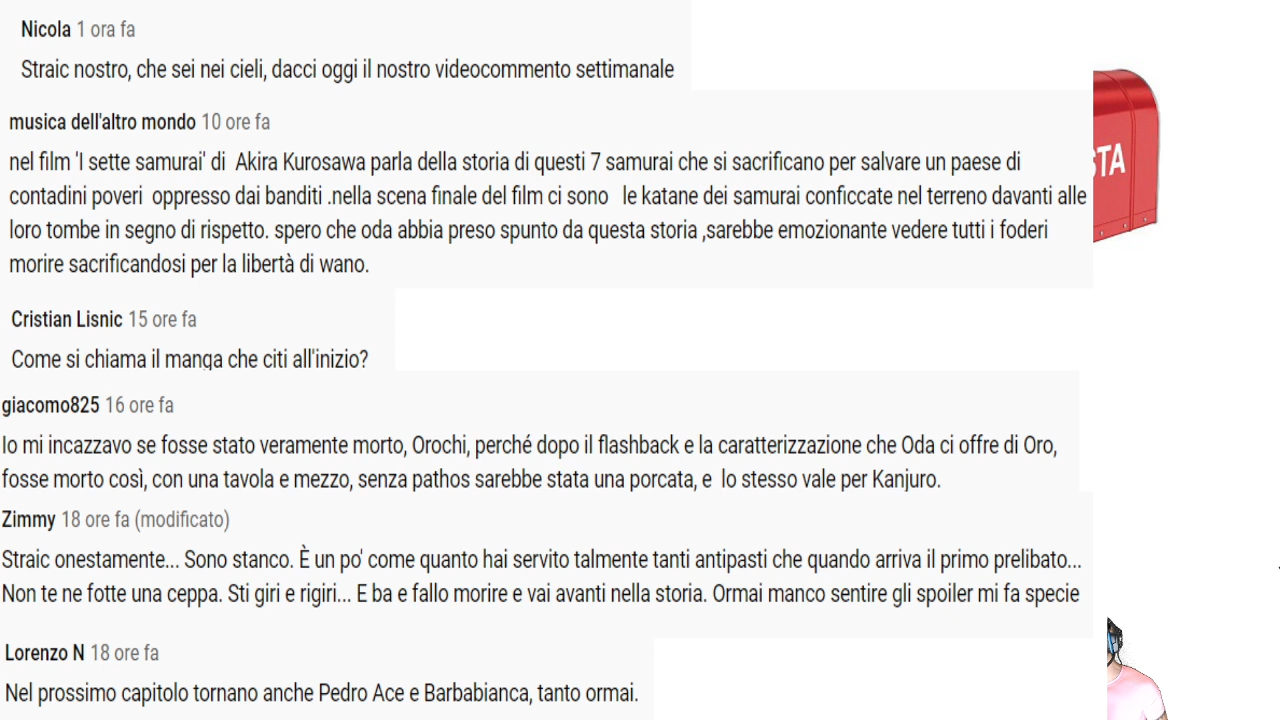 Nicola 1 ora fa
Straic nostro, che sei nei cieli, dacci oggi il nostro videocommento settimanale
musica dell'altro mondo 10 ore fa
nel film 'I sette samurai' di Akira Kurosawa parla della storia di questi 7 samurai che si sacrificano per salvare un paese di
contadini poveri oppresso dai banditi .nella scena finale del film ci sono le katane dei samurai conficcate nel terreno davanti alle
loro tombe in segno di rispetto. spero che oda abbia preso spunto da questa storia ,sarebbe emozionante vedere tutti i foderi
morire sacrificandosi per la libertà di wano.
STA
Cristian Lisnic 15 ore fa
Come si chiama il manga che citi all'inizio?
giacomo825 16 ore fa
Io mi incazzavo se fosse stato veramente morto, Orochi, perché dopo il flashback e la caratterizzazione che Oda ci offre di Oro,
fosse morto così, con una tavola e mezzo, senza pathos sarebbe stata una porcata, e lo stesso vale per Kanjuro.
Zimmy 18 ore fa (modificato)
Straic onestamente... Sono stanco. È un po' come quanto hai servito talmente tanti antipasti che quando arriva il primo prelibato...
Non te ne fotte una ceppa. Sti giri e rigiri... E ba e fallo morire e vai avanti nella storia. Ormai manco sentire gli spoiler mi fa specie
Lorenzo N 18 ore fa
Nel prossimo capitolo tornano anche Pedro Ace e Barbabianca, tanto ormai.